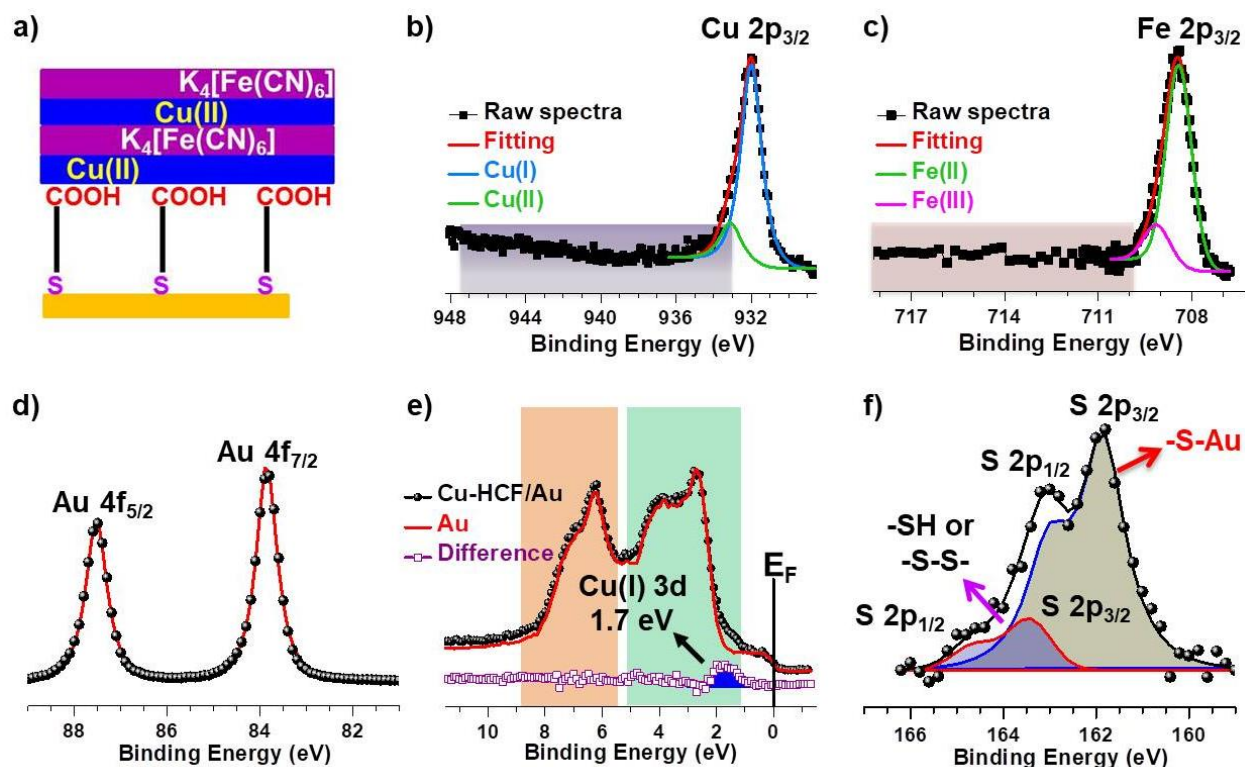 a)
K₄[Fe(CN)₆]
Cu(II)
K₄[Fe(CN)₆]
Cu(II)
COOH COOH COOH
S S S
b)
Cu 2p₃/₂
Raw spectra
Fitting
Cu(I)
Cu(II)
948 944 940 936 932
Binding Energy (eV)
c)
Fe 2p₃/₂
Raw spectra
Fitting
Fe(II)
Fe(III)
717 714 711 708
Binding Energy (eV)
d)
Au 4f₇/₂
Au 4f₅/₂
88 86 84 82
Binding Energy (eV)
e)
Cu-HCF/Au
Au
Difference
Cu(I) 3d
1.7 eV
E_F
10 8 6 4 2 0
Binding Energy (eV)
f)
S 2p₃/₂
-S-Au
S 2p₁/₂
-SH or
-S-S-
S 2p₃/₂
S 2p₁/₂
166 164 162 160
Binding Energy (eV)